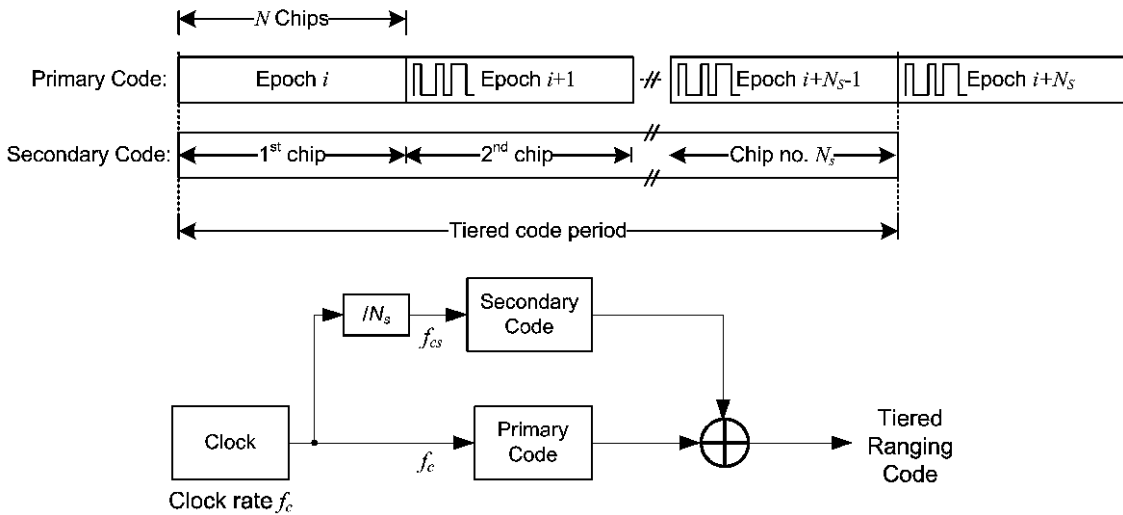 N Chips
Primary Code: Epoch i Epoch i+1 Epoch i+NS-1 Epoch i+NS
Secondary Code: 1st chip 2nd chip Chip no. Ns
Tiered code period
/Ns
fcs
Secondary
Code
Clock
Clock rate fc
fc
Primary
Code
Tiered
Ranging
Code